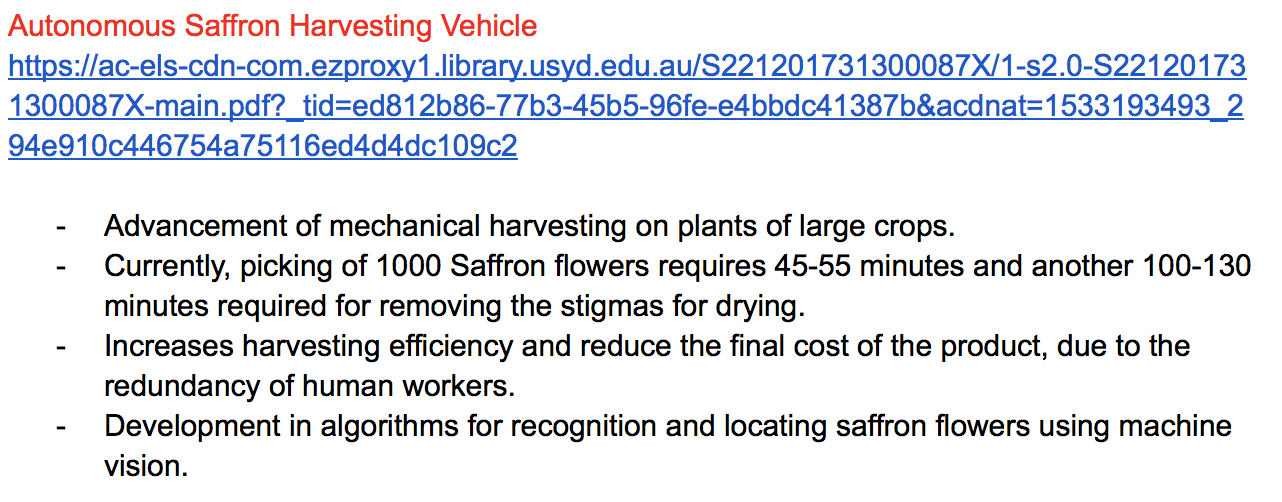 Autonomous Saffron Harvesting Vehicle
https://ac-els-cdn-com.ezproxy1.library.usyd.edu.au/S221201731300087X/1-s2.0-S22120173
1300087X-main.pdf?_tid=ed812b86-77b3-45b5-96fe-e4bbdc41387b&acdnat=1533193493_2
94e910c446754a75116ed4d4dc109c2
- Advancement of mechanical harvesting on plants of large crops.
- Currently, picking of 1000 Saffron flowers requires 45-55 minutes and another 100-130
minutes required for removing the stigmas for drying.
- Increases harvesting efficiency and reduce the final cost of the product, due to the
redundancy of human workers.
- Development in algorithms for recognition and locating saffron flowers using machine
vision.